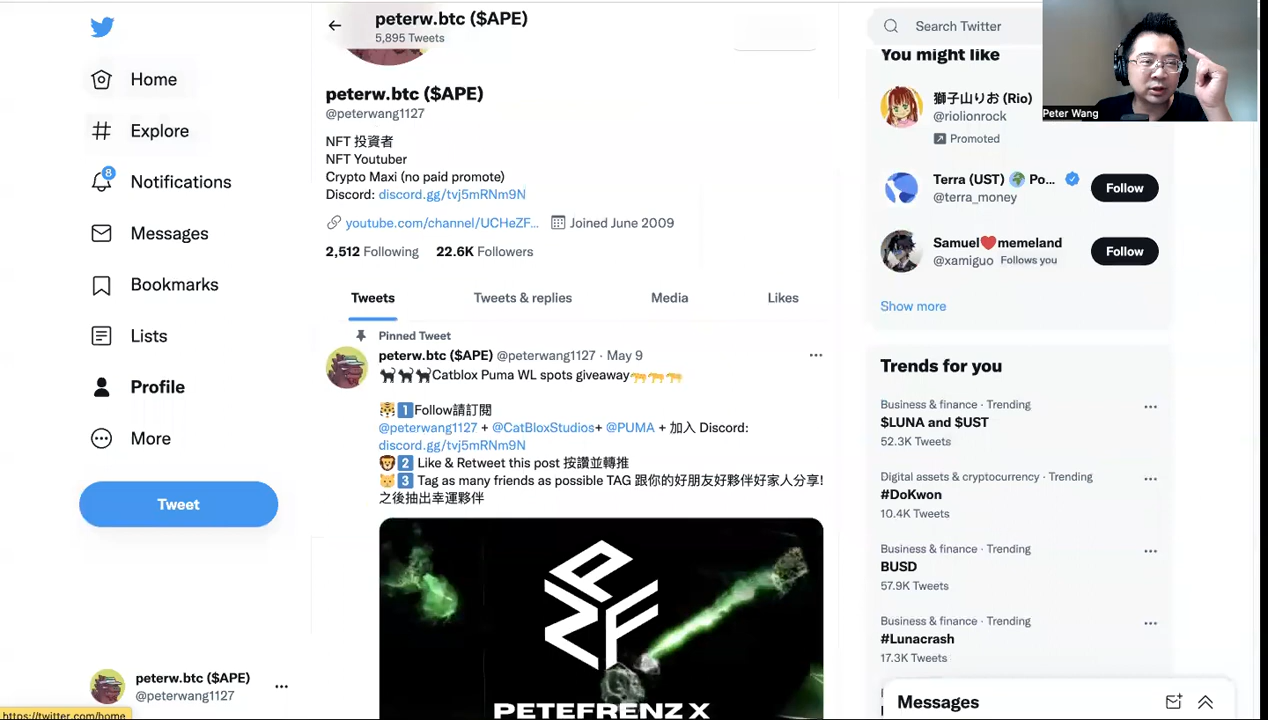 Home
Explore
8
Notifications
Messages
Bookmarks
Lists
Profile
More
Tweet
peterw.btc ($APE)
@peterwang1127
https://twitter.com/home
peterw.btc ($APE)
5,895 Tweets
peterw.btc ($APE)
@peterwang1127
NFT 投資者
NFT Youtuber
Crypto Maxi (no paid promote)
Discord: discord.gg/tvj5mRNm9N
youtube.com/channel/UCHeZF... Joined June 2009
2,512 Following 22.6K Followers
Tweets Tweets & replies Media Likes
Pinned Tweet
peterw.btc ($APE) @peterwang1127 · May 9
🐈‍⬛🐈‍⬛🐈‍⬛Catblox Puma WL spots giveaway🐆🐆🐆
🐯1️⃣Follow請訂閱
@peterwang1127 + @CatBloxStudios+ @PUMA + 加入 Discord:
discord.gg/tvj5mRNm9N
🦁2️⃣ Like & Retweet this post 按讚並轉推
🐱3️⃣ Tag as many friends as possible TAG 跟你的好朋友好夥伴好家人分享!
之後抽出幸運夥伴
PETEFRENZ X
Search Twitter
Peter Wang
You might like
獅子山りお (Rio)
@riolionrock
Promoted
Terra (UST) 🌍 Po...
@terra_money
Follow
Samuel❤️memeland
@xamiguo Follows you
Follow
Show more
Trends for you
Business & finance · Trending
$LUNA and $UST
52.3K Tweets
Digital assets & cryptocurrency · Trending
#DoKwon
10.4K Tweets
Business & finance · Trending
BUSD
57.9K Tweets
Business & finance · Trending
#Lunacrash
17.3K Tweets
Messages